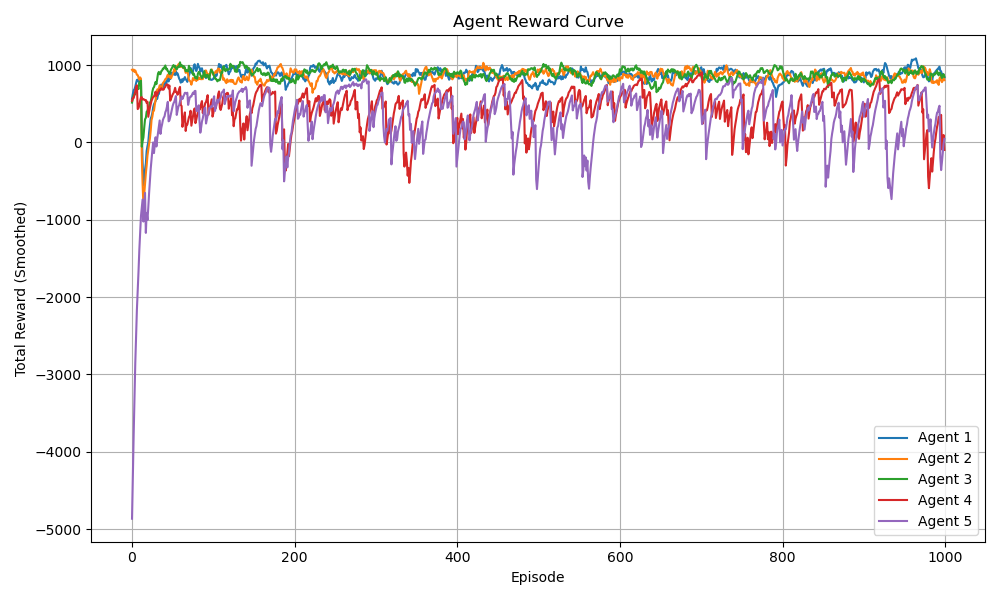 Agent Reward Curve
Total Reward (Smoothed)
1000
0
−1000
−2000
−3000
−4000
−5000
0 200 400 600 800 1000
Episode
Agent 1
Agent 2
Agent 3
Agent 4
Agent 5